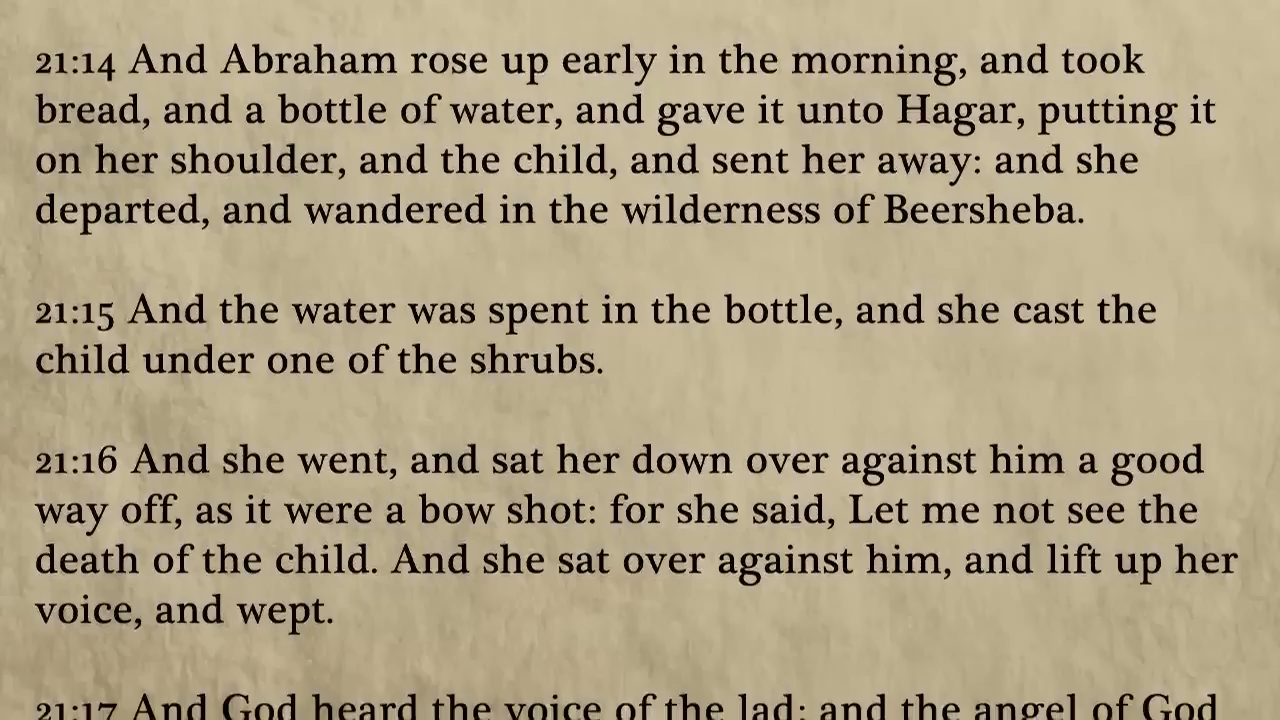 21:14 And Abraham rose up early in the morning, and took
bread, and a bottle of water, and gave it unto Hagar, putting it
on her shoulder, and the child, and sent her away: and she
departed, and wandered in the wilderness of Beersheba.
21:15 And the water was spent in the bottle, and she cast the
child under one of the shrubs.
21:16 And she went, and sat her down over against him a good
way off, as it were a bow shot: for she said, Let me not see the
death of the child. And she sat over against him, and lift up her
voice, and wept.
21:17 And God heard the voice of the lad; and the angel of God